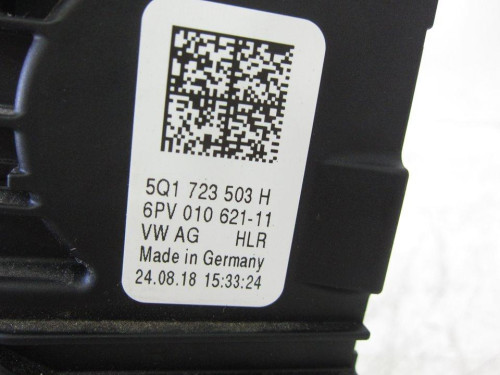 5Q1 723 503 H
6PV 010 621-11
VW AG HLR
Made in Germany
24.08.18 15:33:24